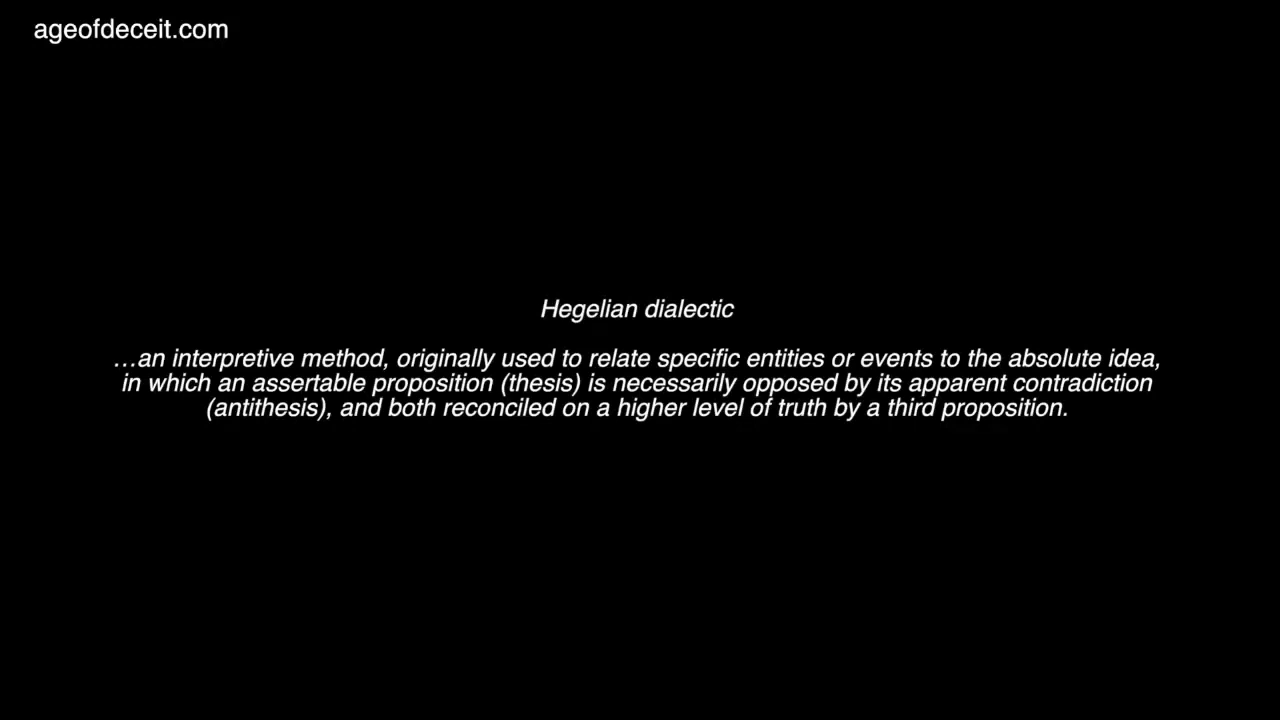 ageofdeceit.com
Hegelian dialectic
…an interpretive method, originally used to relate specific entities or events to the absolute idea,
in which an assertable proposition (thesis) is necessarily opposed by its apparent contradiction
(antithesis), and both reconciled on a higher level of truth by a third proposition.